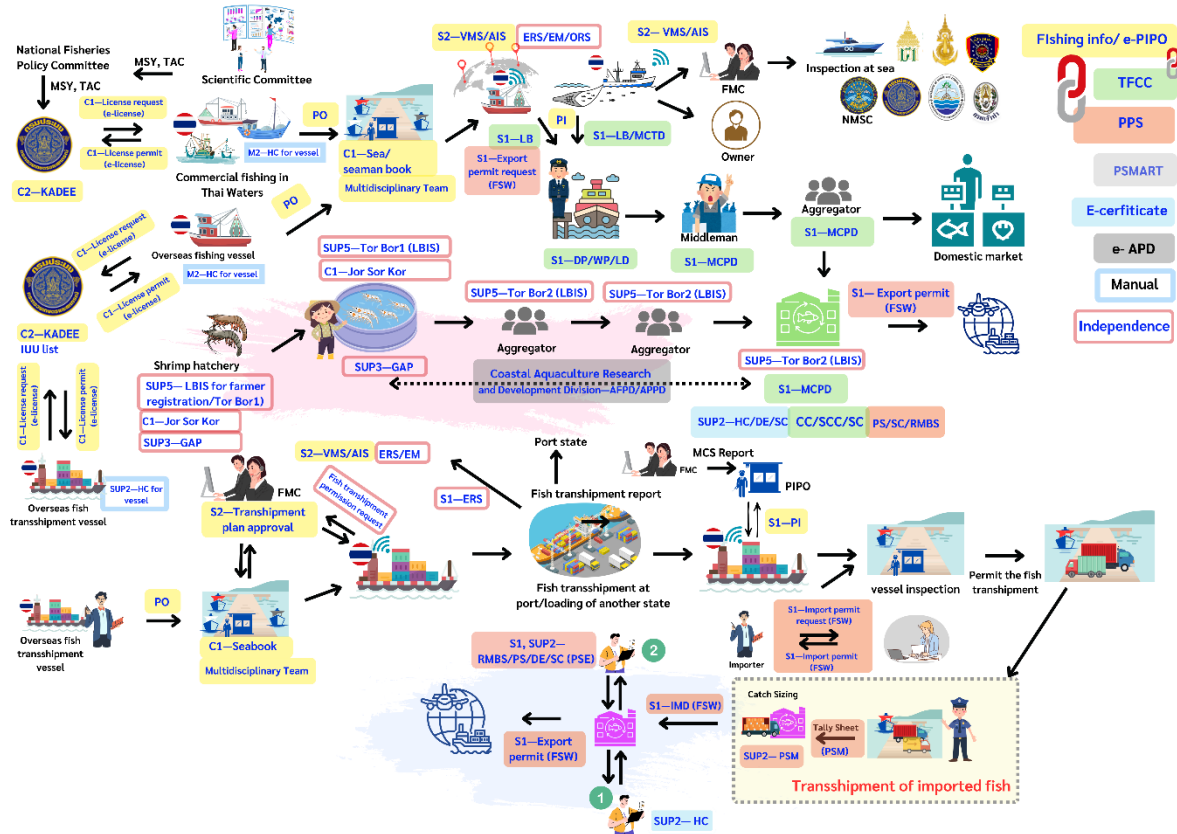 National Fisheries
Policy Committee
MSY, TAC
MSY, TAC
Scientific Committee
C1—License request
(e-license)
C1—License permit
(e-license)
C2—KADEE
M2—HC for vessel
Commercial fishing in
Thai Waters
PO
C1—Sea/
seaman book
Multidisciplinary Team
S2—VMS/AIS
ERS/EM/ORS
S2— VMS/AIS
PI
S1—LB
S1—LB/MCTD
S1—Export
permit request
(FSW)
FMC
Owner
Inspection at sea
NMSC
FIshing info/ e-PIPO
TFCC
PPS
PSMART
E-cerfiticate
e- APD
Manual
Independence
C1—License request
(e-license)
C1—License permit
(e-license)
Overseas fishing vessel
M2—HC for vessel
PO
C2—KADEE
IUU list
S1—DP/WP/LD
Middleman
S1—MCPD
Aggregator
S1—MCPD
Domestic market
SUP5—Tor Bor1 (LBIS)
C1—Jor Sor Kor
SUP5—Tor Bor2 (LBIS)
SUP5—Tor Bor2 (LBIS)
Aggregator
Aggregator
S1— Export permit
(FSW)
Shrimp hatchery
SUP3—GAP
Coastal Aquaculture Research
and Development Division—AFPD/APPD
SUP5—Tor Bor2 (LBIS)
S1—MCPD
SUP2—HC/DE/SC
CC/SCC/SC
PS/SC/RMBS
SUP5— LBIS for farmer
registration/Tor Bor1)
C1—Jor Sor Kor
SUP3—GAP
C1—License request
(e-license)
C1—License permit
(e-license)
SUP2—HC for
vessel
Overseas fish
transshipment vessel
FMC
S2—Transhipment
plan approval
S2—VMS/AIS
ERS/EM
Fish transhipment
permission request
S1—ERS
Port state
Fish transhipment report
Fish transshipment at
port/loading of another state
FMC
MCS Report
PIPO
S1—PI
vessel inspection
Permit the fish
transhipment
Overseas fish
transshipment
vessel
PO
C1—Seabook
Multidisciplinary Team
Importer
S1—Import permit
request (FSW)
S1—Import permit
(FSW)
S1, SUP2—
RMBS/PS/DE/SC (PSE)
2
S1—IMD (FSW)
S1—Export
permit (FSW)
1
SUP2— HC
Catch Sizing
SUP2— PSM
Tally Sheet
(PSM)
Transshipment of imported fish